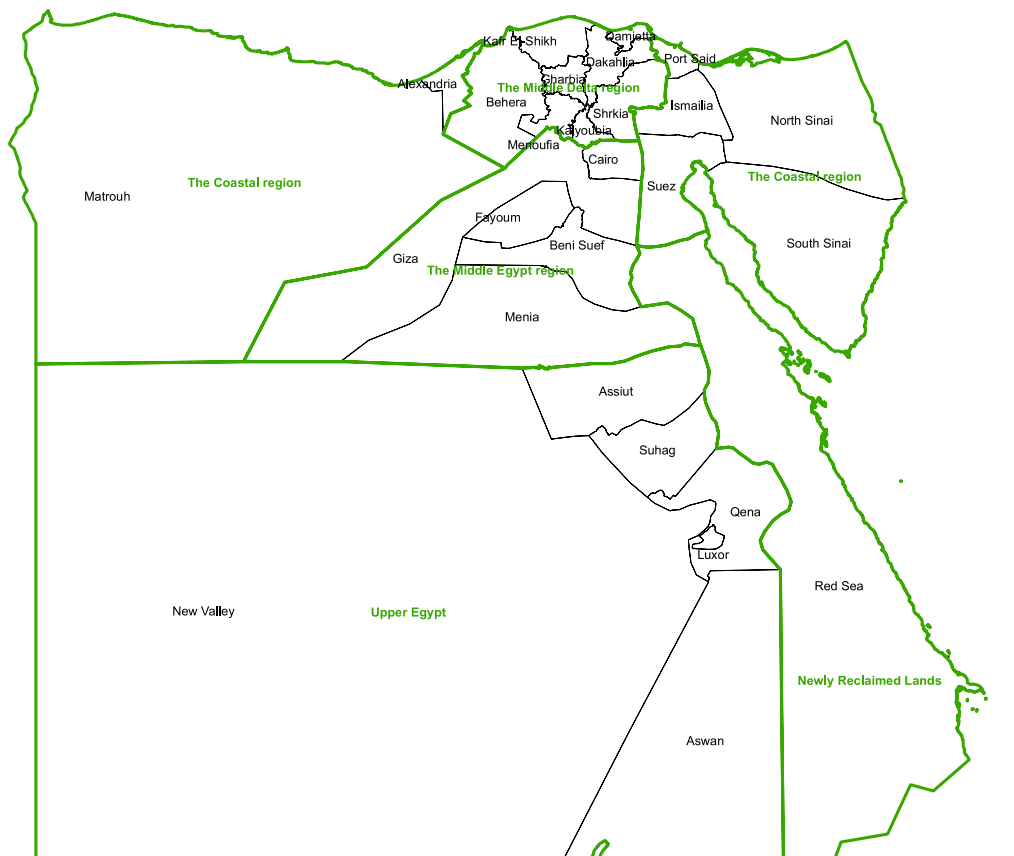 Damietta
Kafr El-Shikh
Port Said
Dakahlia
Gharbia
Alexandria
The Middle Delta region
Behera
Ismailia
Shrkia
North Sinai
Kalyoubia
Menoufia
Cairo
The Coastal region
The Coastal region
Suez
Matrouh
Fayoum
Beni Suef
South Sinai
Giza
The Middle Egypt region
Menia
Assiut
Suhag
Qena
Luxor
Red Sea
New Valley
Upper Egypt
Newly Reclaimed Lands
Aswan